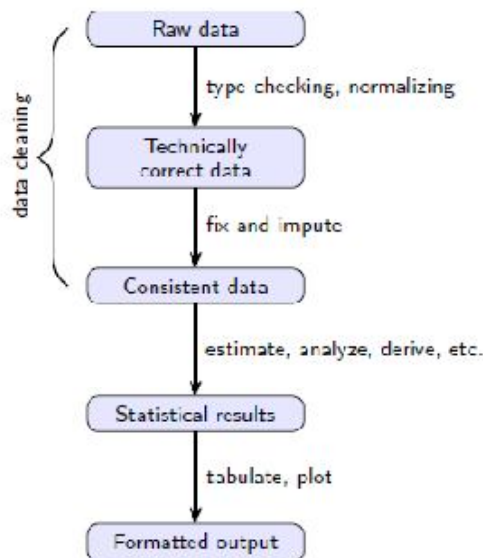 Raw data
type checking, normalizing
data cleaning
Technically
correct data
fix and impute
Consistent data
estimate, analyze, derive, etc.
Statistical results
tabulate, plot
Formatted output